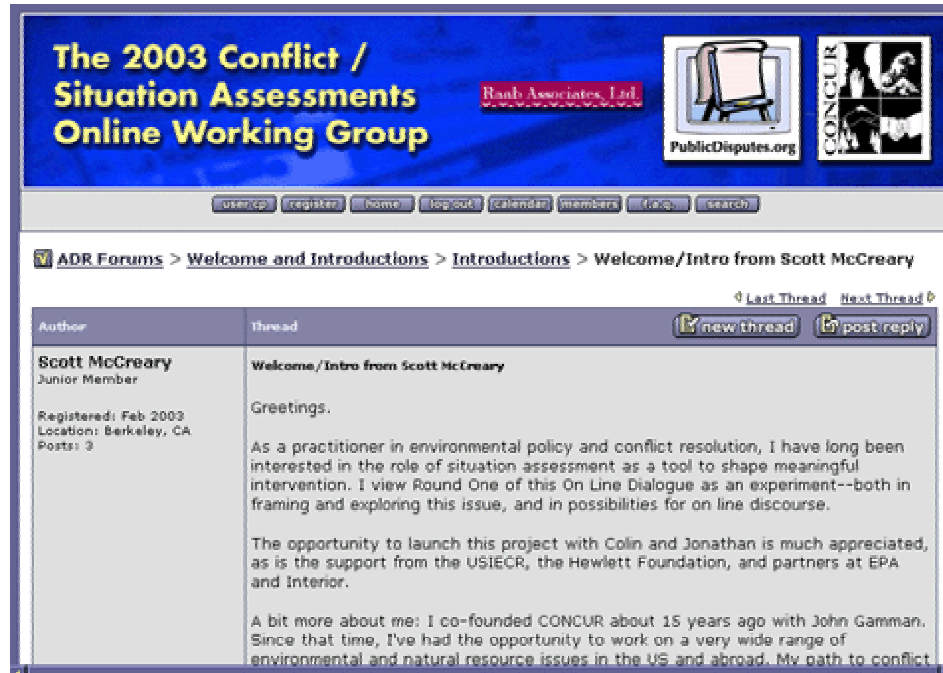 The 2003 Conflict /
Situation Assessments
Online Working Group
Raab Associates, Ltd.
PublicDisputes.org
CONCUR
user cp register home logout calendar members f.a.q. search
ADR Forums > Welcome and Introductions > Introductions > Welcome/Intro from Scott McCreary
Last Thread Next Thread
Author Thread new thread post reply
Scott McCreary
Junior Member
Registered: Feb 2003
Location: Berkeley, CA
Posts: 3
Welcome/Intro from Scott McCreary
Greetings.
As a practitioner in environmental policy and conflict resolution, I have long been
interested in the role of situation assessment as a tool to shape meaningful
intervention. I view Round One of this On Line Dialogue as an experiment--both in
framing and exploring this issue, and in possibilities for on line discourse.
The opportunity to launch this project with Colin and Jonathan is much appreciated,
as is the support from the USIECR, the Hewlett Foundation, and partners at EPA
and Interior.
A bit more about me: I co-founded CONCUR about 15 years ago with John Gamman.
Since that time, I've had the opportunity to work on a very wide range of
environmental and natural resource issues in the US and abroad. My path to conflict